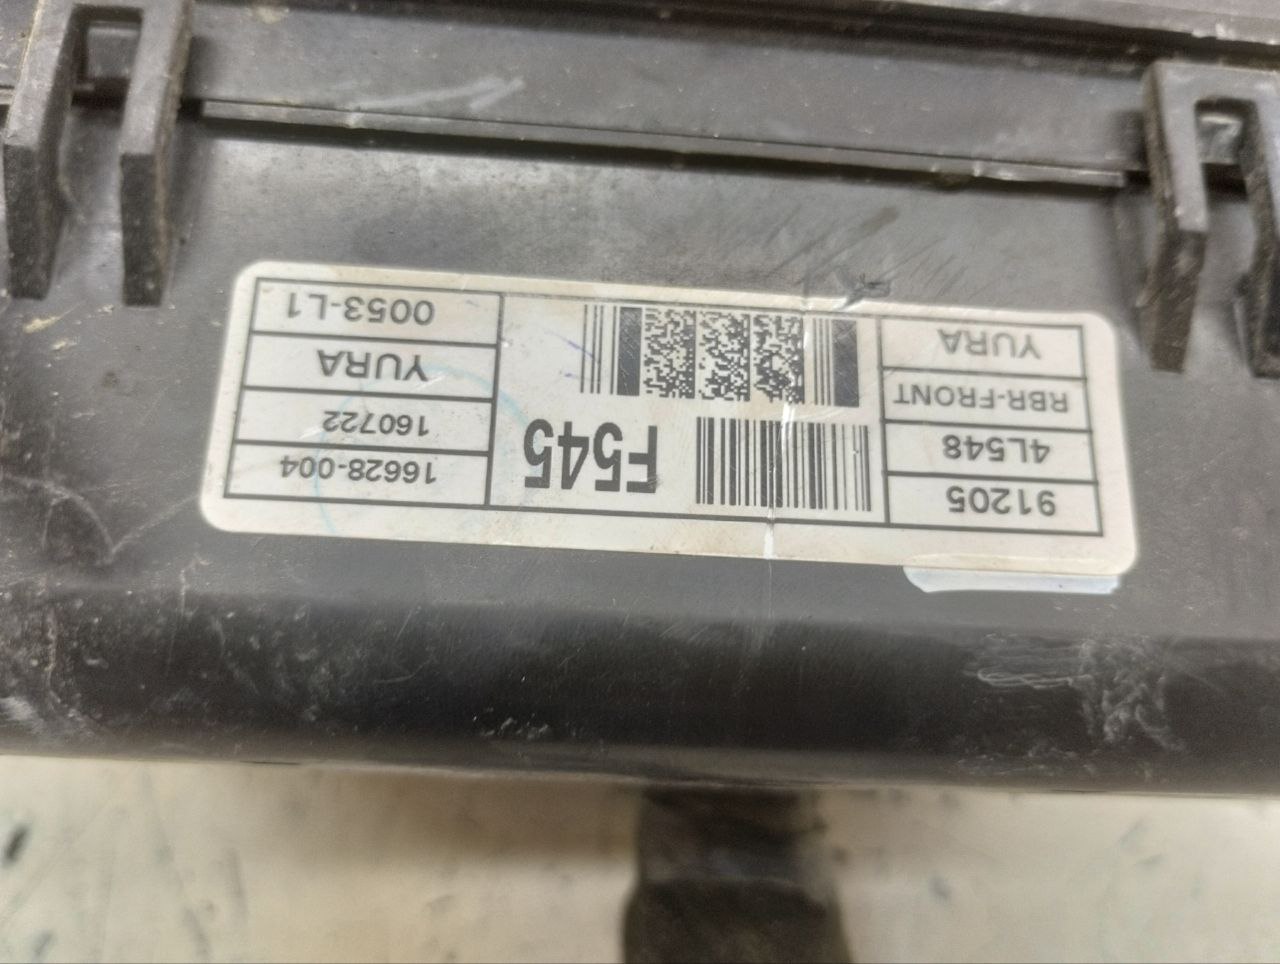 91205
4L548
RBR-FRONT
YURA
F545
16628-004
160722
YURA
0053-L1